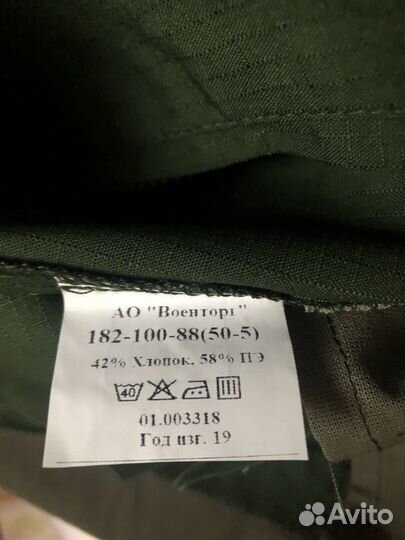 АО "Военторг"
182-100-88(50-5)
42% Хлопок, 58% ПЭ
40
01.003318
Год изг. 19
Avito